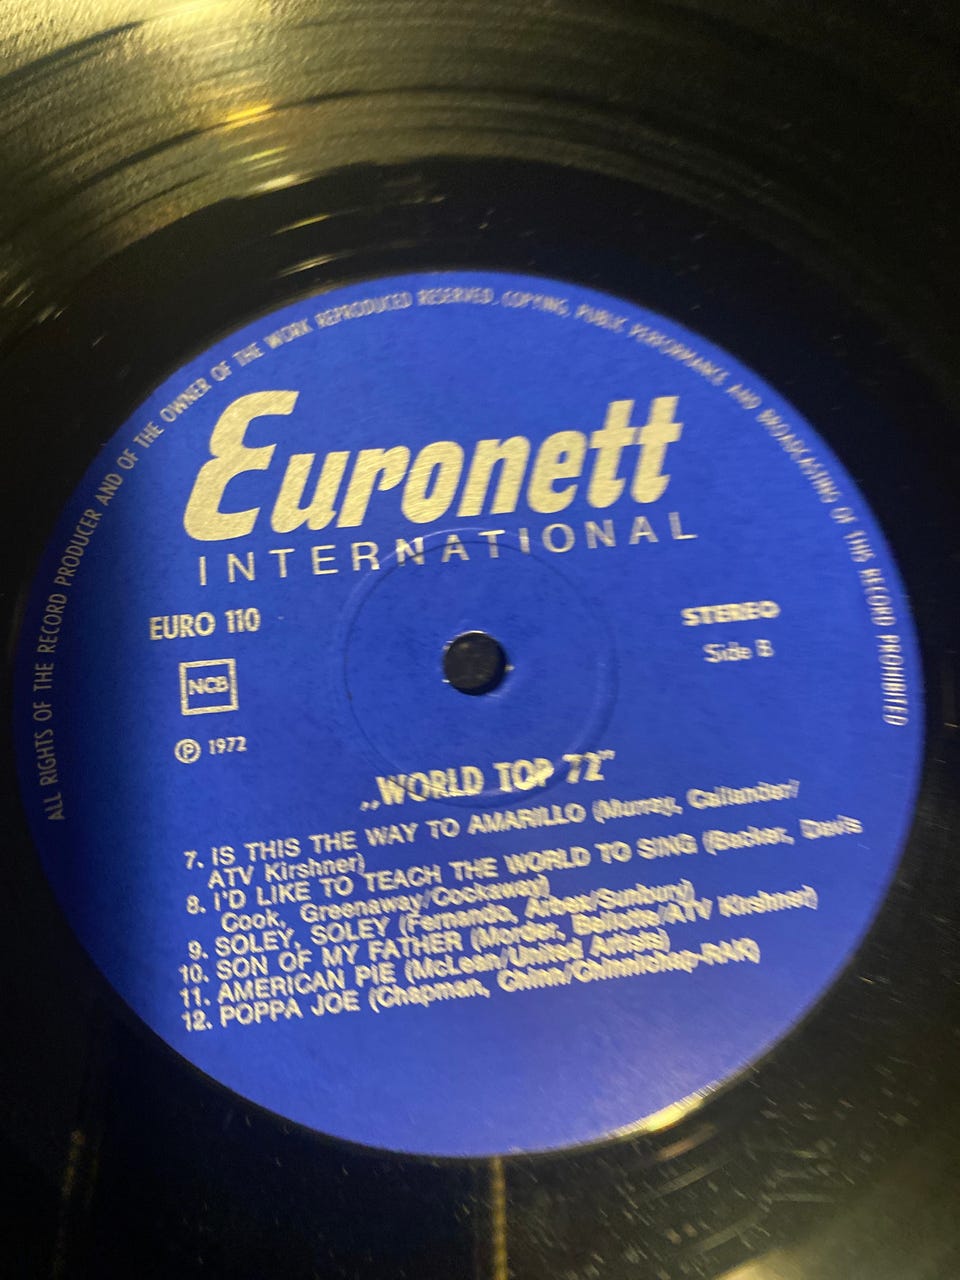 ALL RIGHTS OF THE RECORD PRODUCER AND OF THE OWNER OF THE WORK REPRODUCED RESERVED, COPYING, PUBLIC PERFORMANCE AND BROADCASTING OF THIS RECORD PROHIBITED
Euronett
INTERNATIONAL
EURO 110
STEREO
Side B
NCB
Ⓟ 1972
„WORLD TOP 72”
7. IS THIS THE WAY TO AMARILLO (Murray, Callander/
ATV Kirshner)
8. I'D LIKE TO TEACH THE WORLD TO SING (Backer, Davis
Cook, Greenaway/Cockaway)
9. SOLEY, SOLEY (Fernando, Arbex/Sunbury)
10. SON OF MY FATHER (Morder, Bellotte/ATV Kirshner)
11. AMERICAN PIE (McLean/United Artists)
12. POPPA JOE (Chapman, Chinn/Chinnichap-RAK)